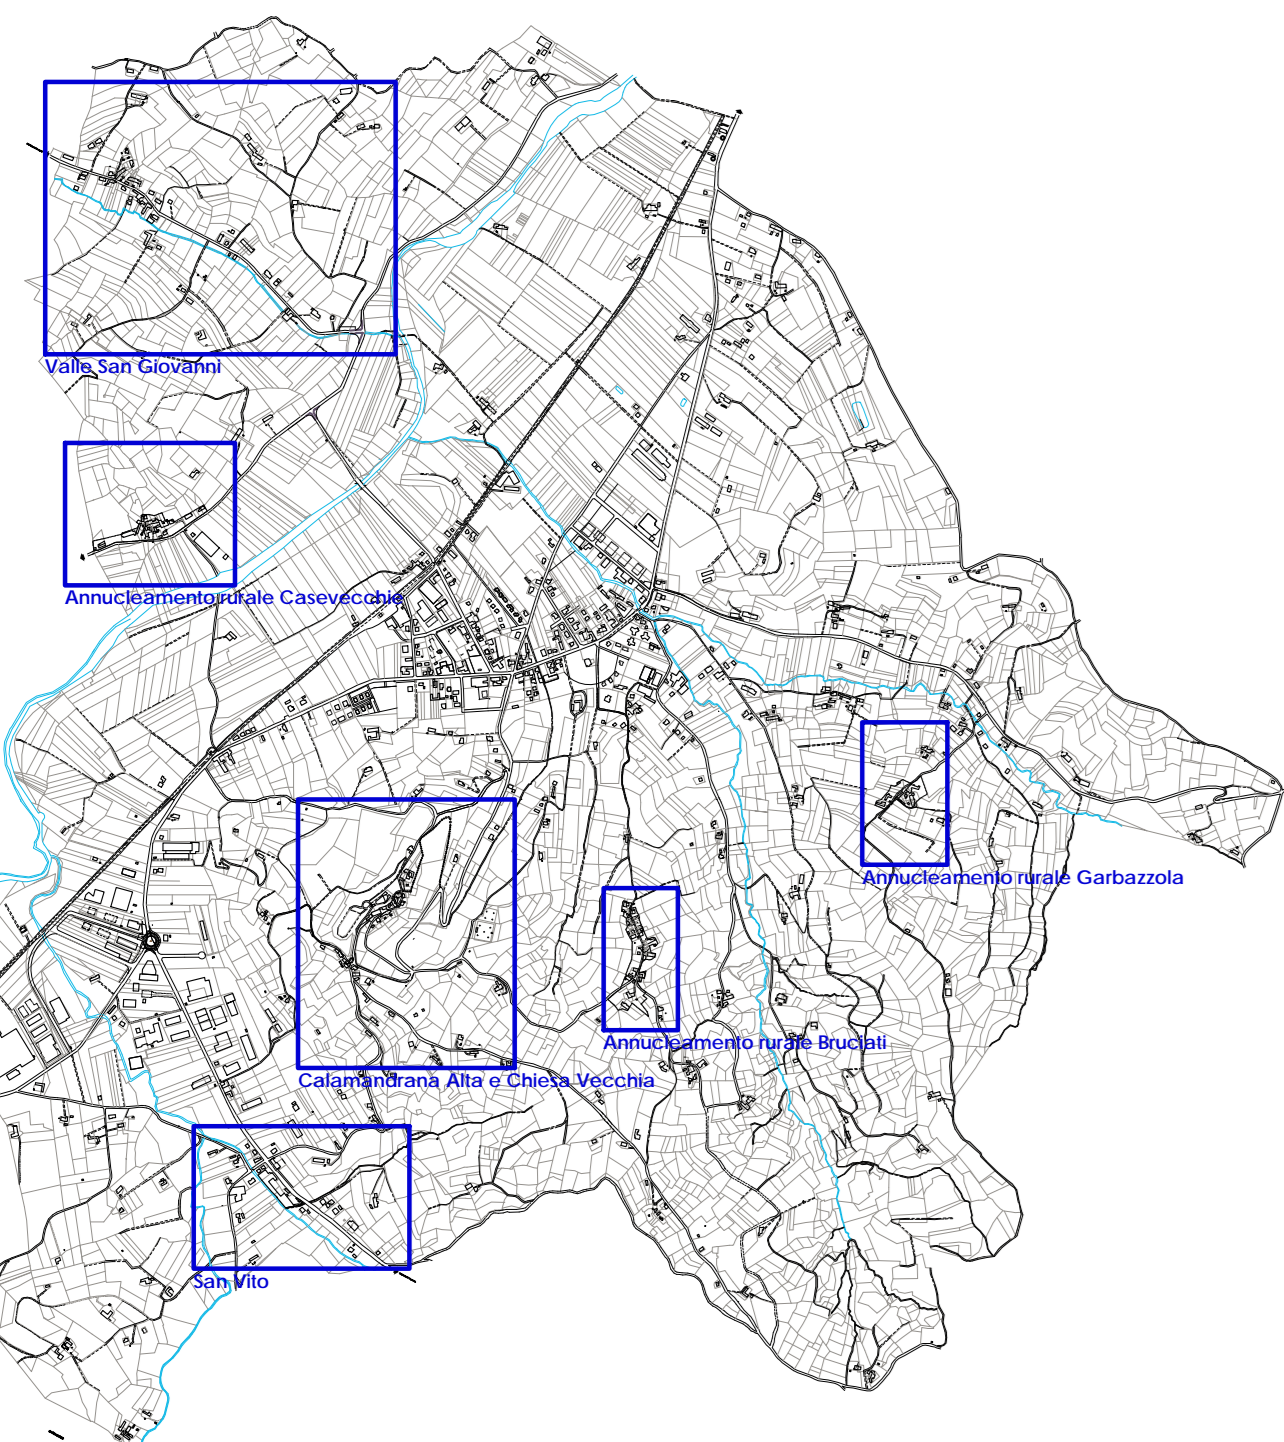 Valle San Giovanni
Annucleamento rurale Casevecchie
Annucleamento rurale Garbazzola
Annucleamento rurale Bruciati
Calamandrana Alta e Chiesa Vecchia
San Vito